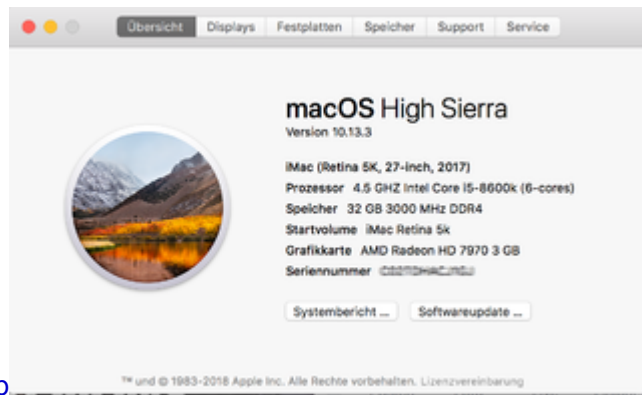 Übersicht Displays Festplatten Speicher Support Service
macOS High Sierra
Version 10.13.3
iMac (Retina 5K, 27-inch, 2017)
Prozessor 4.5 GHZ Intel Core i5-8600k (6-cores)
Speicher 32 GB 3000 MHz DDR4
Startvolume iMac Retina 5k
Grafikkarte AMD Radeon HD 7970 3 GB
Seriennummer
Systembericht ... Softwareupdate ...
™ und © 1983-2018 Apple Inc. Alle Rechte vorbehalten. Lizenzvereinbarung